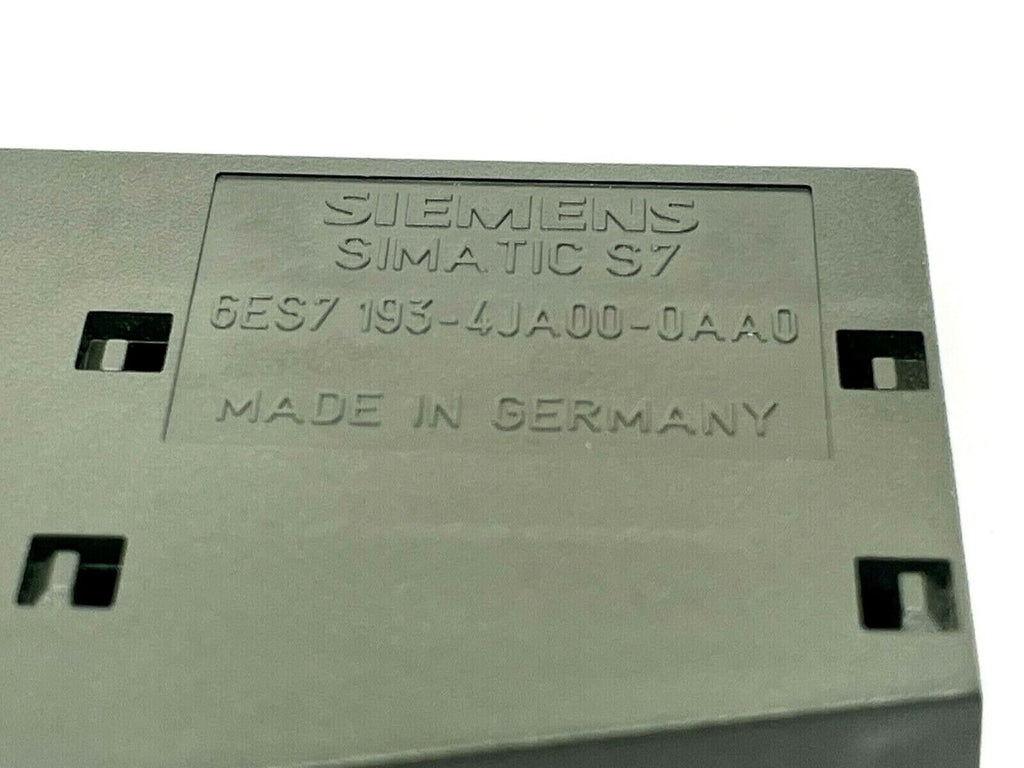 SIEMENS
SIMATIC S7
6ES7 193-4JA00-0AA0
MADE IN GERMANY